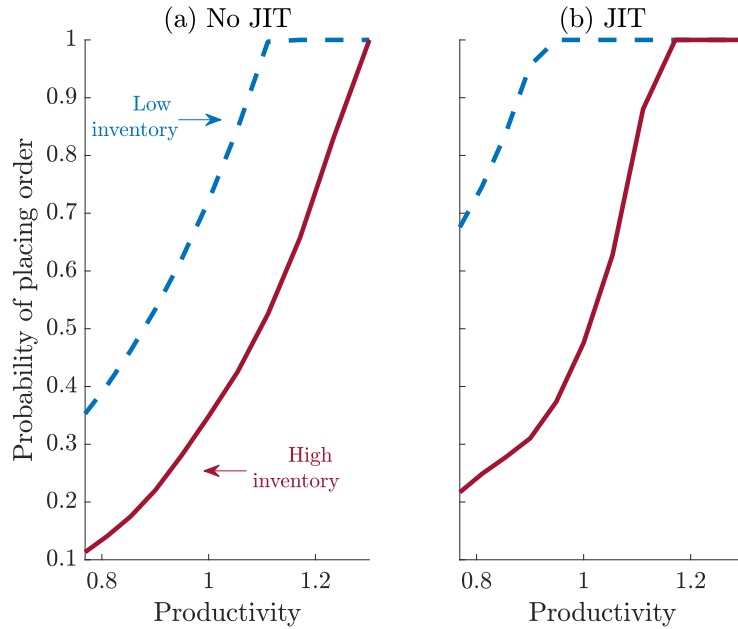 (a) No JIT
(b) JIT
Probability of placing order
1
0.9
0.8
0.7
0.6
0.5
0.4
0.3
0.2
0.1
Low
inventory
High
inventory
0.8 1 1.2
0.8 1 1.2
Productivity
Productivity